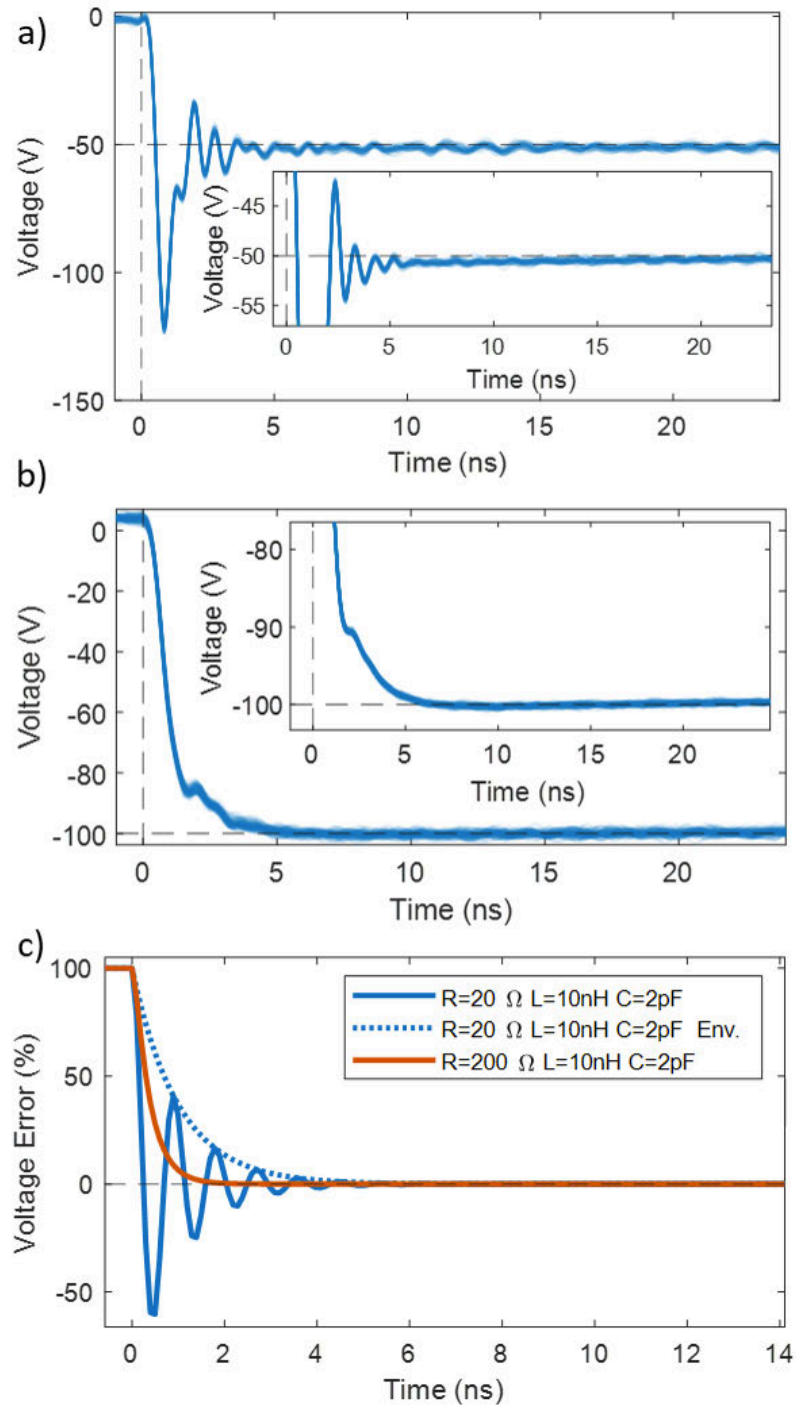 a)
0
-50
-100
-150
Voltage (V)
-45
-50
-55
Voltage (V)
0 5 10 15 20
Time (ns)
0 5 10 15 20
Time (ns)
b)
0
-20
-40
-60
-80
-100
Voltage (V)
-80
-90
-100
Voltage (V)
0 5 10 15 20
Time (ns)
0 5 10 15 20
Time (ns)
c)
100
50
0
-50
Voltage Error (%)
R=20 Ω L=10nH C=2pF
R=20 Ω L=10nH C=2pF Env.
R=200 Ω L=10nH C=2pF
0 2 4 6 8 10 12 14
Time (ns)